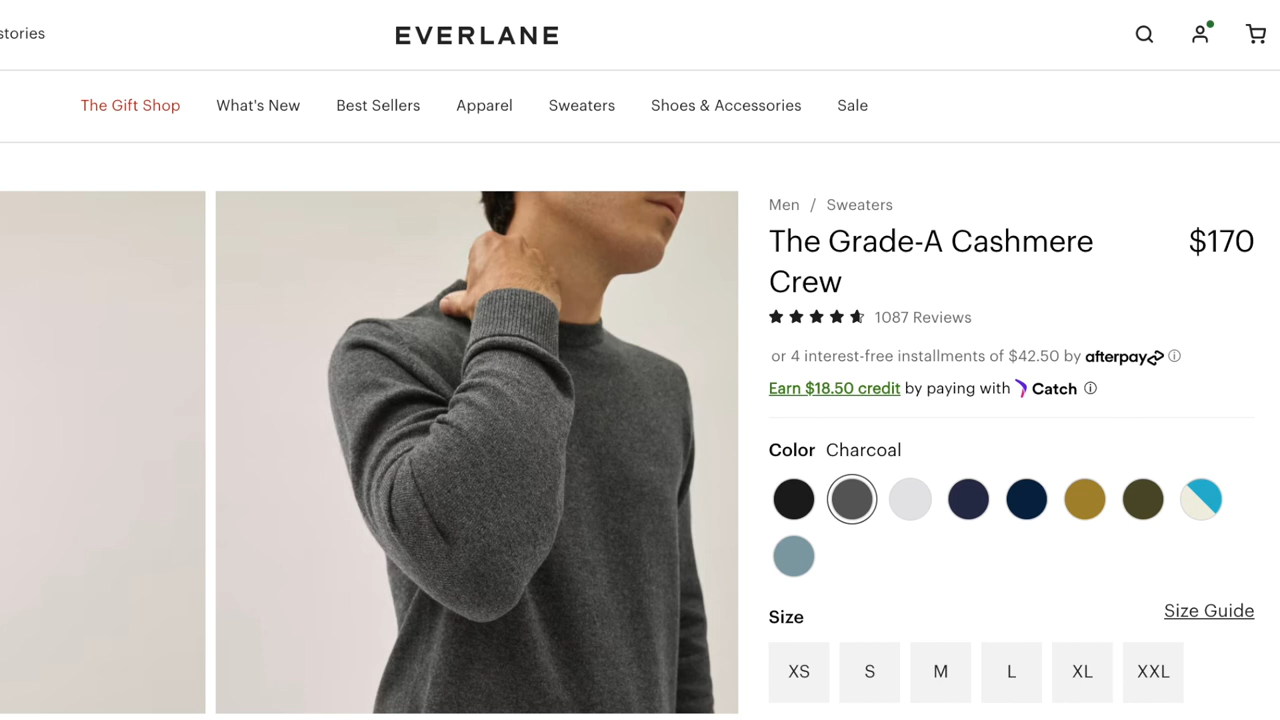 stories
EVERLANE
The Gift Shop What's New Best Sellers Apparel Sweaters Shoes & Accessories Sale
Men / Sweaters
The Grade-A Cashmere
Crew
$170
1087 Reviews
or 4 interest-free installments of $42.50 by afterpay
Earn $18.50 credit by paying with Catch
Color Charcoal
Size
Size Guide
XS S M L XL XXL